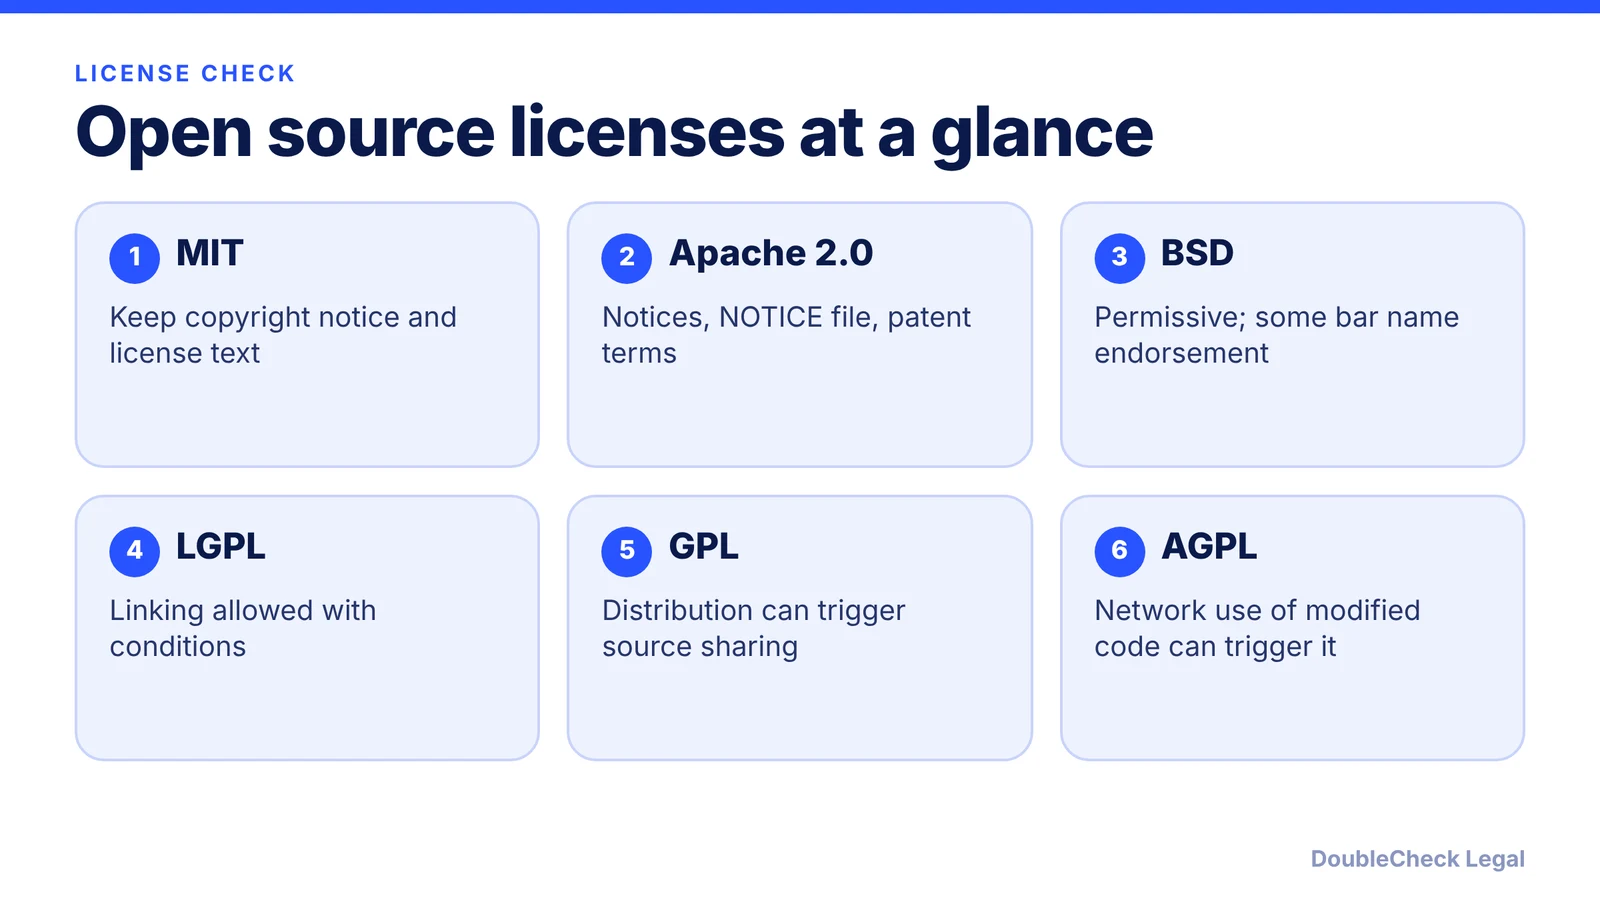 LICENSE CHECK
Open source licenses at a glance
1 MIT
Keep copyright notice and
license text
2 Apache 2.0
Notices, NOTICE file, patent
terms
3 BSD
Permissive; some bar name
endorsement
4 LGPL
Linking allowed with
conditions
5 GPL
Distribution can trigger
source sharing
6 AGPL
Network use of modified
code can trigger it
DoubleCheck Legal